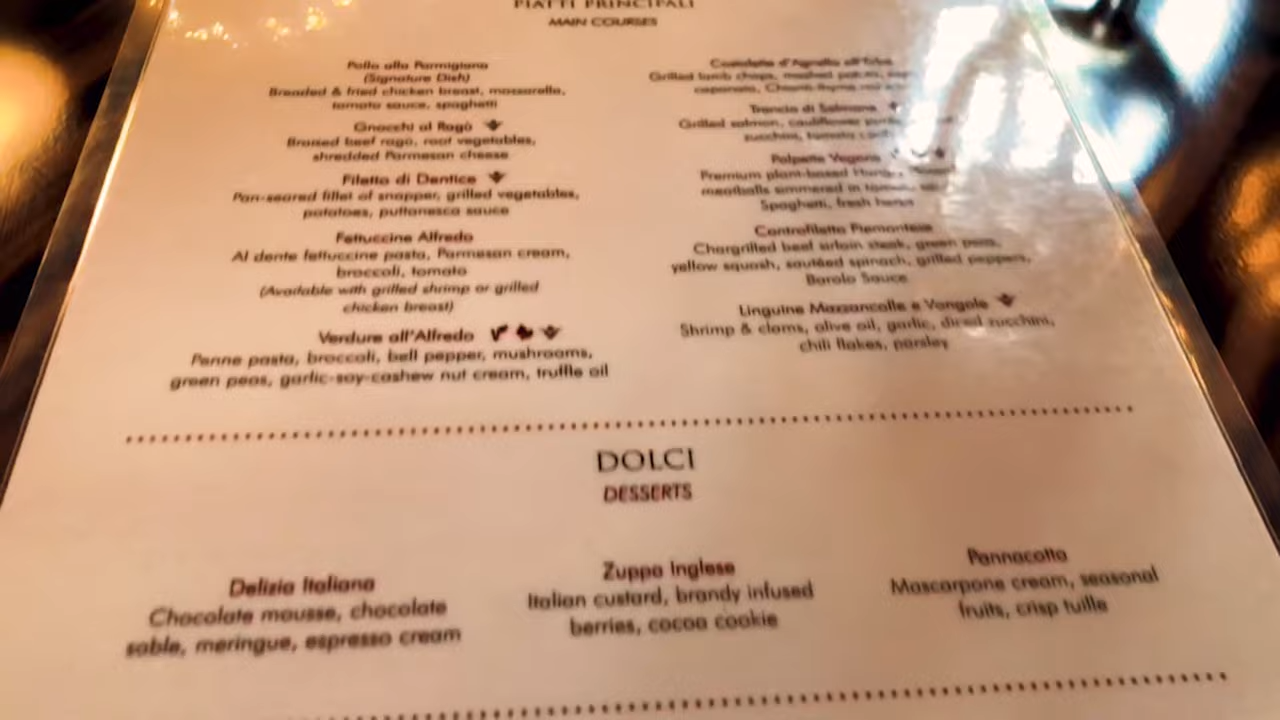 PIATTI PRINCIPALI
MAIN COURSES
Pollo alla Parmigiana
(Signature Dish)
Breaded & fried chicken breast, mozzarella,
tomato sauce, spaghetti
Gnocchi al Ragù
Braised beef ragu, root vegetables,
shredded Parmesan cheese
Filetto di Dentice
Pan-seared fillet of snapper, grilled vegetables,
potatoes, puttanesca sauce
Fettuccine Alfredo
Al dente fettuccine pasta, Parmesan cream,
broccoli, tomato
(Available with grilled shrimp or grilled
chicken breast)
Verdure all'Alfredo
Penne pasta, broccoli, bell pepper, mushrooms,
green peas, garlic-soy-cashew nut cream, truffle oil
Grilled lamb chops, mashed potato,
caponata, Chianti-thyme
Trancio di Salmone
Grilled salmon, cauliflower
zucchini, tomato
Polpette Vegane
Premium plant-based
meatballs simmered in
Spaghetti, fresh herbs
Controfiletto Piemontese
Chargrilled beef sirloin steak, green peas,
yellow squash, sautéed spinach, grilled peppers,
Barolo Sauce
Linguine Mazzancolle e Vongole
Shrimp & clams, olive oil, garlic, diced zucchini,
chili flakes, parsley
DOLCI
DESSERTS
Delizia Italiana
Chocolate mousse, chocolate
sable, meringue, espresso cream
Zuppa Inglese
Italian custard, brandy infused
berries, cocoa cookie
Pannacotta
Mascarpone cream, seasonal
fruits, crisp tuille